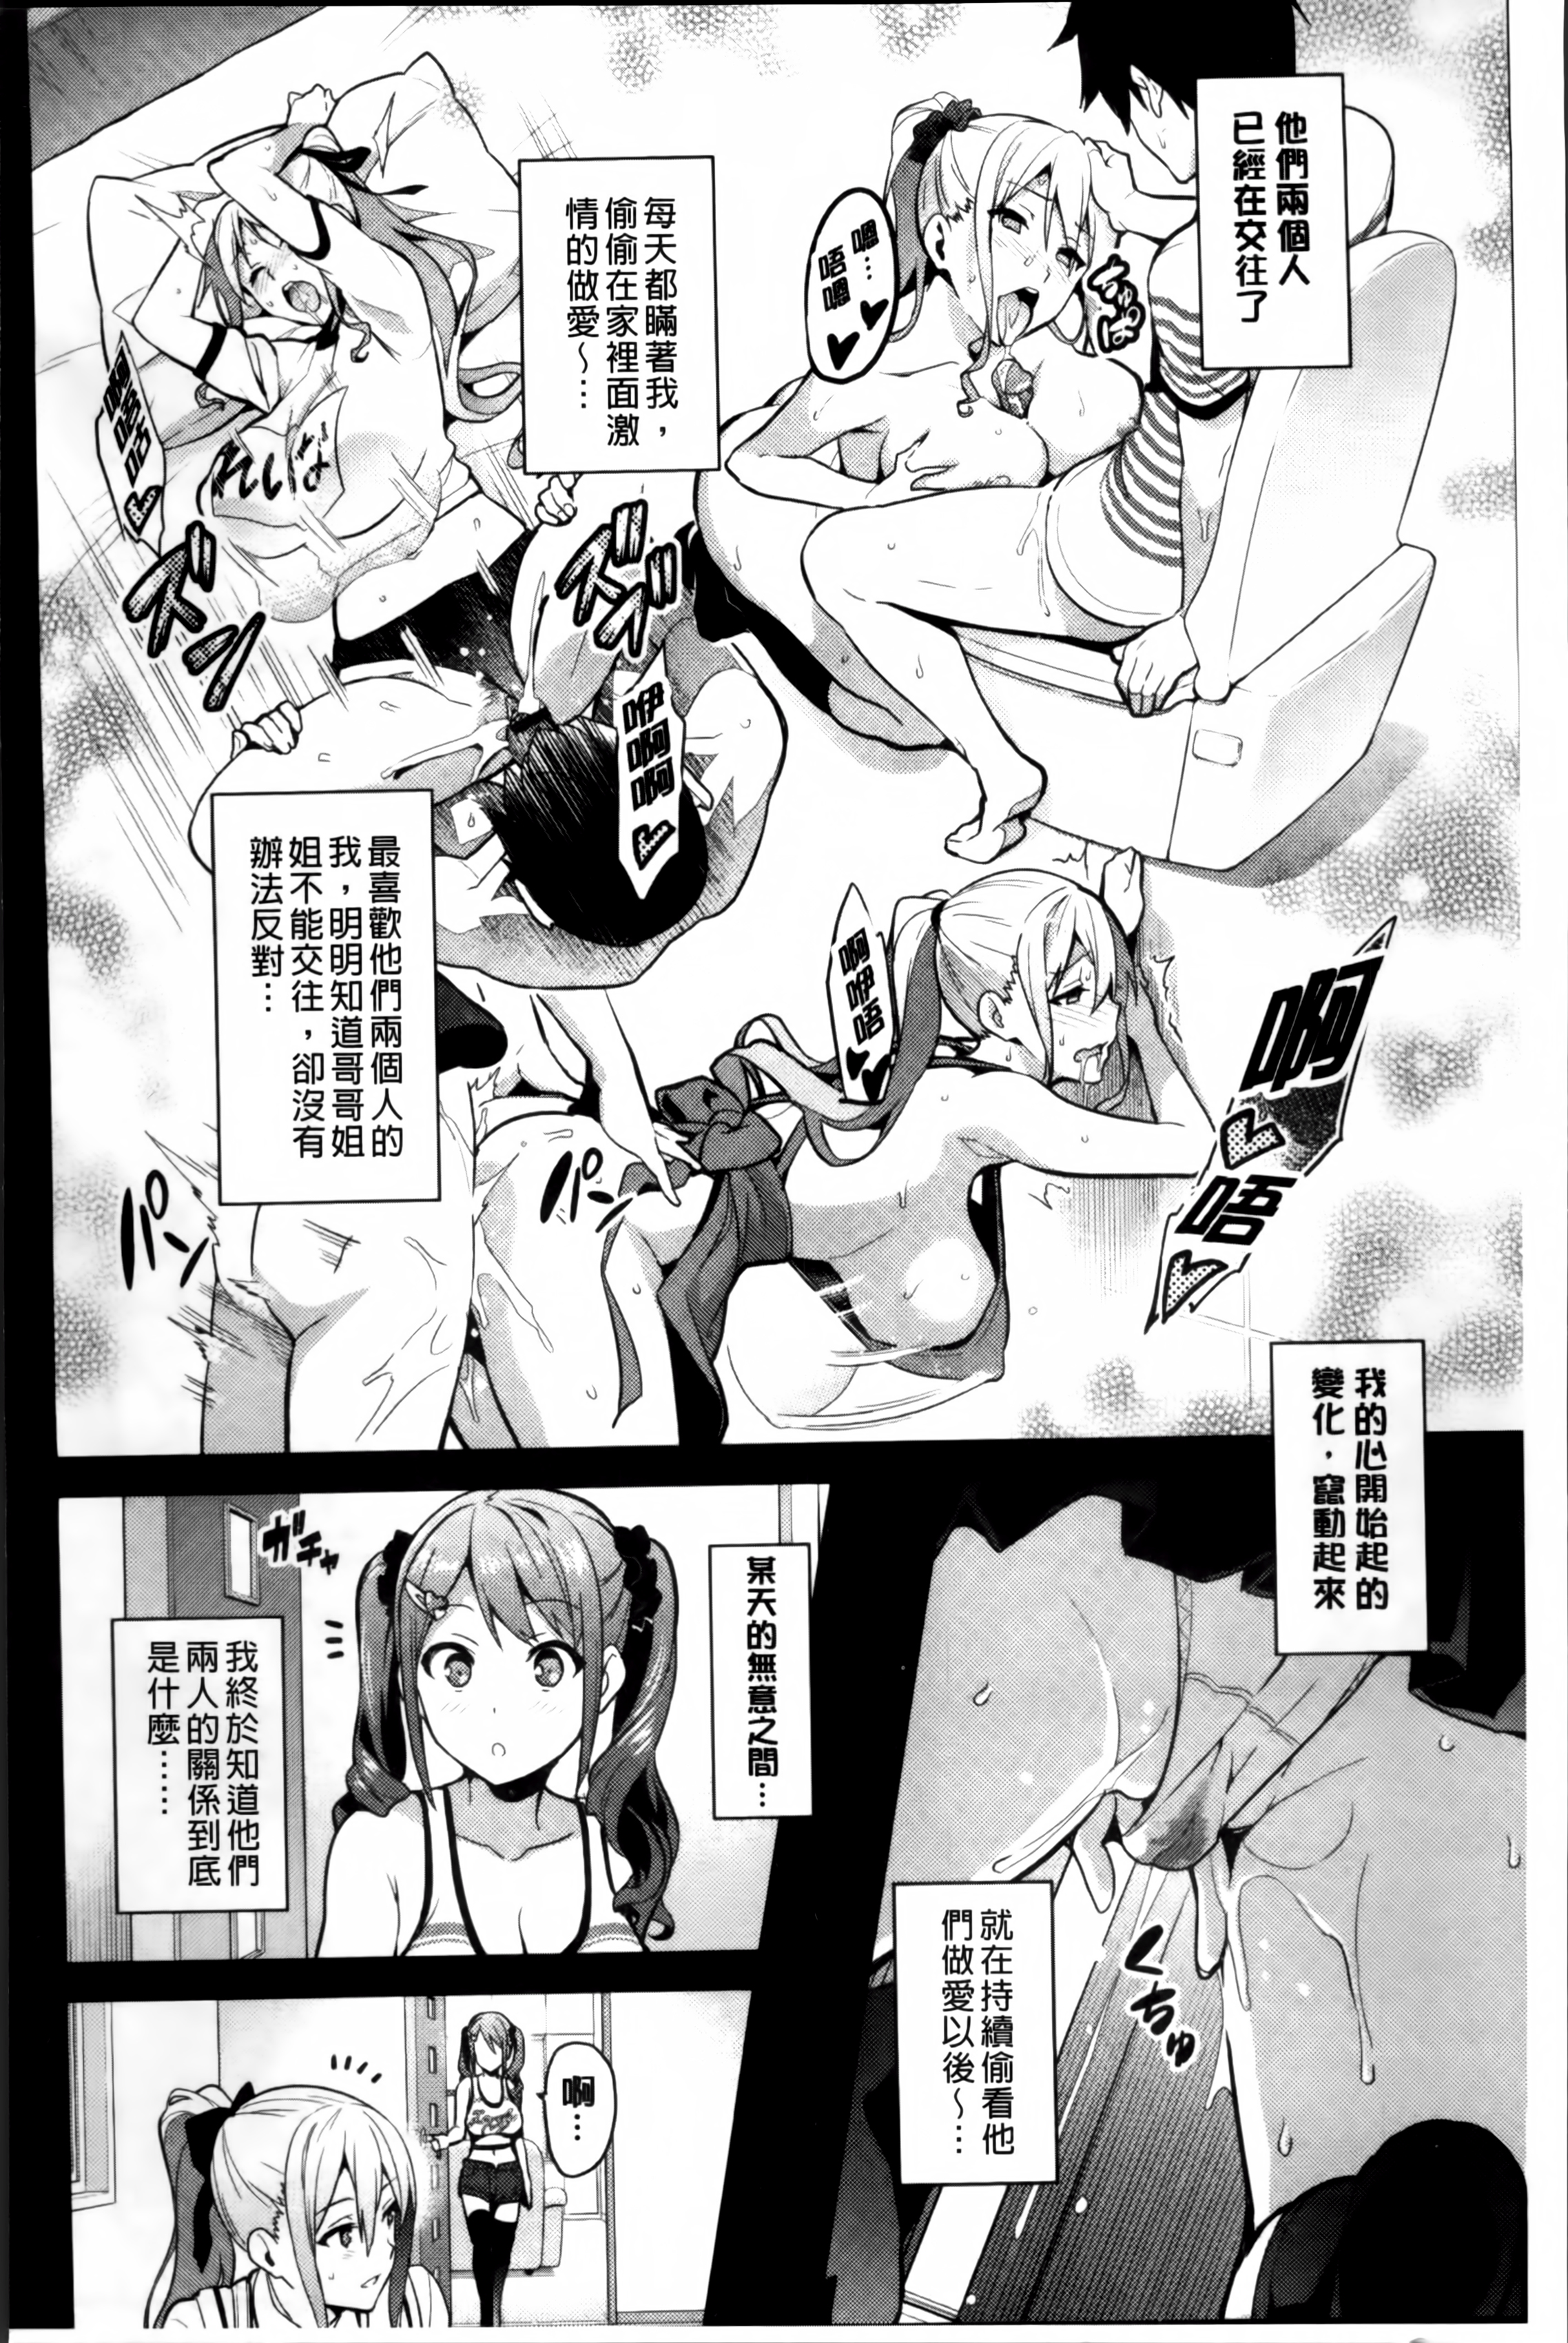 他們兩個人
已經在交往了
嗯…
唔嗯
ちゅぱ
每天都瞞著我，
偷偷在家裡面激
情的做愛～…
啊唔咕
ズン
ズンズン
咿啊啊
最喜歡他們兩個人的
我，明明知道哥哥姐
姐不能交往，卻沒有
辦法反對…
啊咿唔
啊
唔
パン
パン
我的心開始起的
變化，竄動起來
就在持續偷看他
們做愛以後～…
くちゅ
某天的無意之間…
ガチャ
我終於知道他們
兩人的關係到底
是什麼……
啊…